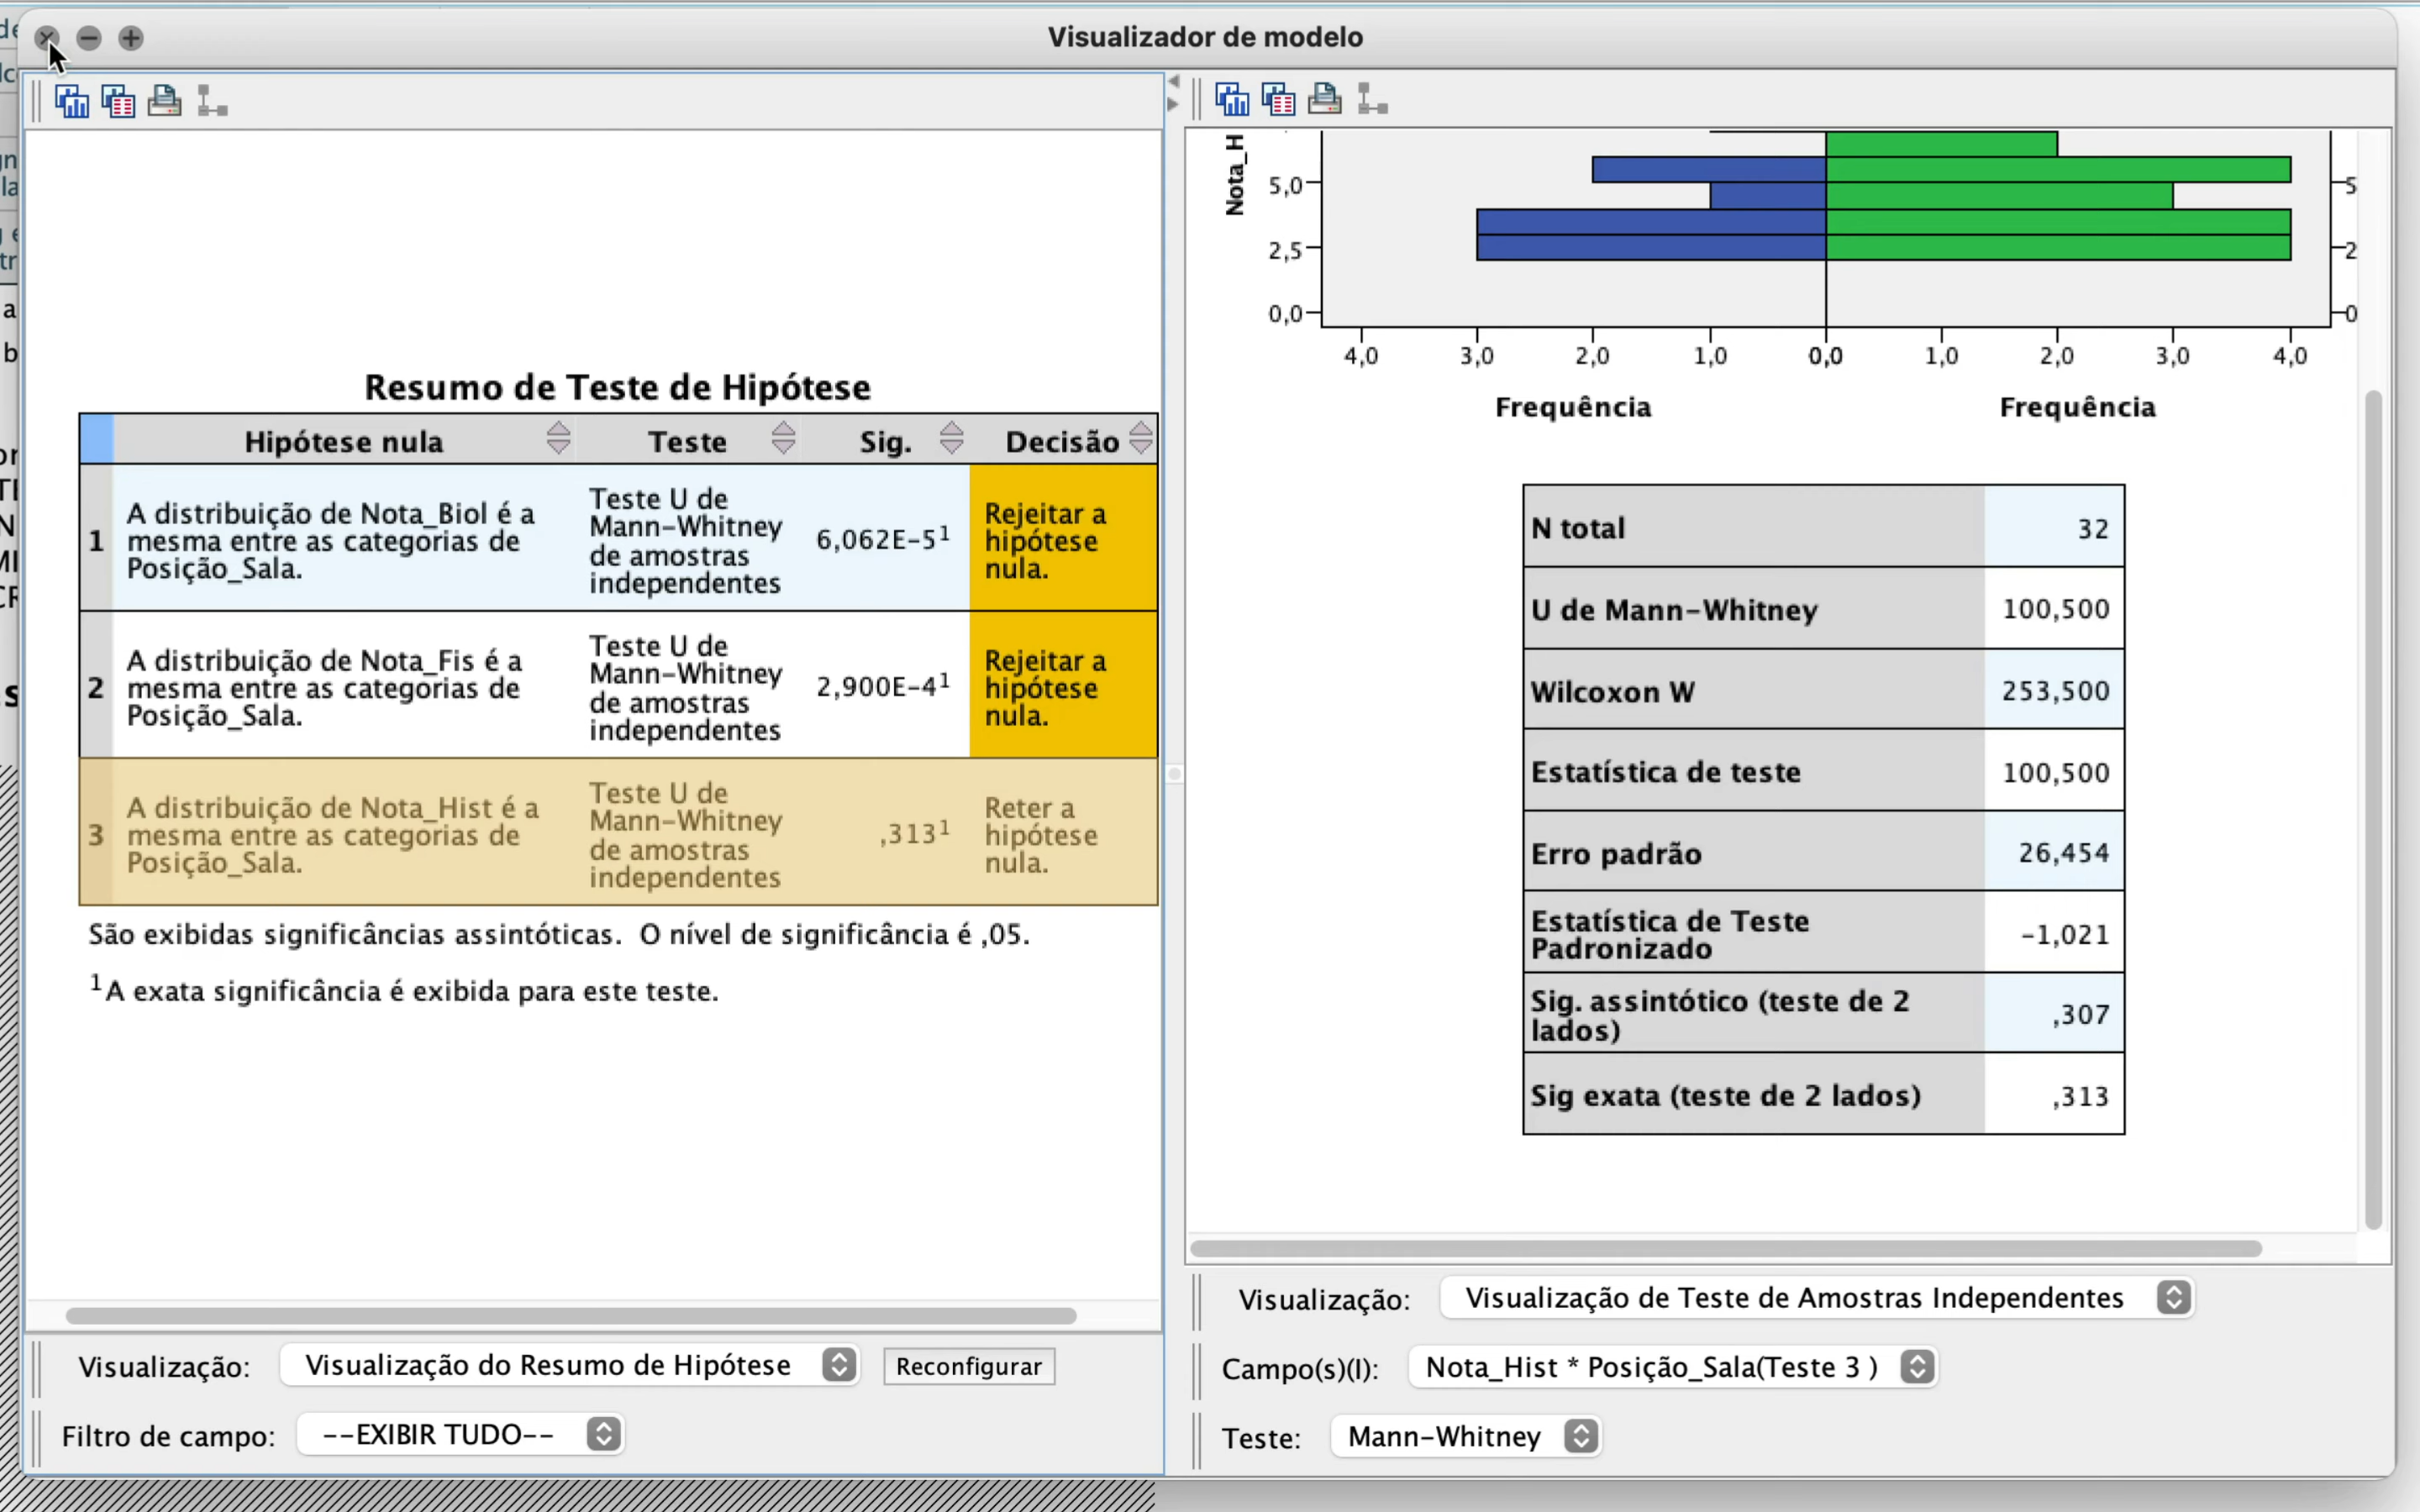 Visualizador de modelo
Resumo de Teste de Hipótese
Hipótese nula Teste Sig. Decisão
1 A distribuição de Nota_Biol é a mesma entre as categorias de Posição_Sala. Teste U de Mann-Whitney de amostras independentes 6,062E-5¹ Rejeitar a hipótese nula.
2 A distribuição de Nota_Fis é a mesma entre as categorias de Posição_Sala. Teste U de Mann-Whitney de amostras independentes 2,900E-4¹ Rejeitar a hipótese nula.
3 A distribuição de Nota_Hist é a mesma entre as categorias de Posição_Sala. Teste U de Mann-Whitney de amostras independentes ,313¹ Reter a hipótese nula.
São exibidas significâncias assintóticas. O nível de significância é ,05.
¹A exata significância é exibida para este teste.
Visualização: Visualização do Resumo de Hipótese Reconfigurar
Filtro de campo: --EXIBIR TUDO--
Nota_H
5,0 5
2,5 2
0,0 0
4,0 3,0 2,0 1,0 0,0 1,0 2,0 3,0 4,0
Frequência Frequência
N total 32
U de Mann-Whitney 100,500
Wilcoxon W 253,500
Estatística de teste 100,500
Erro padrão 26,454
Estatística de Teste
Padronizado -1,021
Sig. assintótico (teste de 2
lados) ,307
Sig exata (teste de 2 lados) ,313
Visualização: Visualização de Teste de Amostras Independentes
Campo(s)(I): Nota_Hist * Posição_Sala(Teste 3 )
Teste: Mann-Whitney